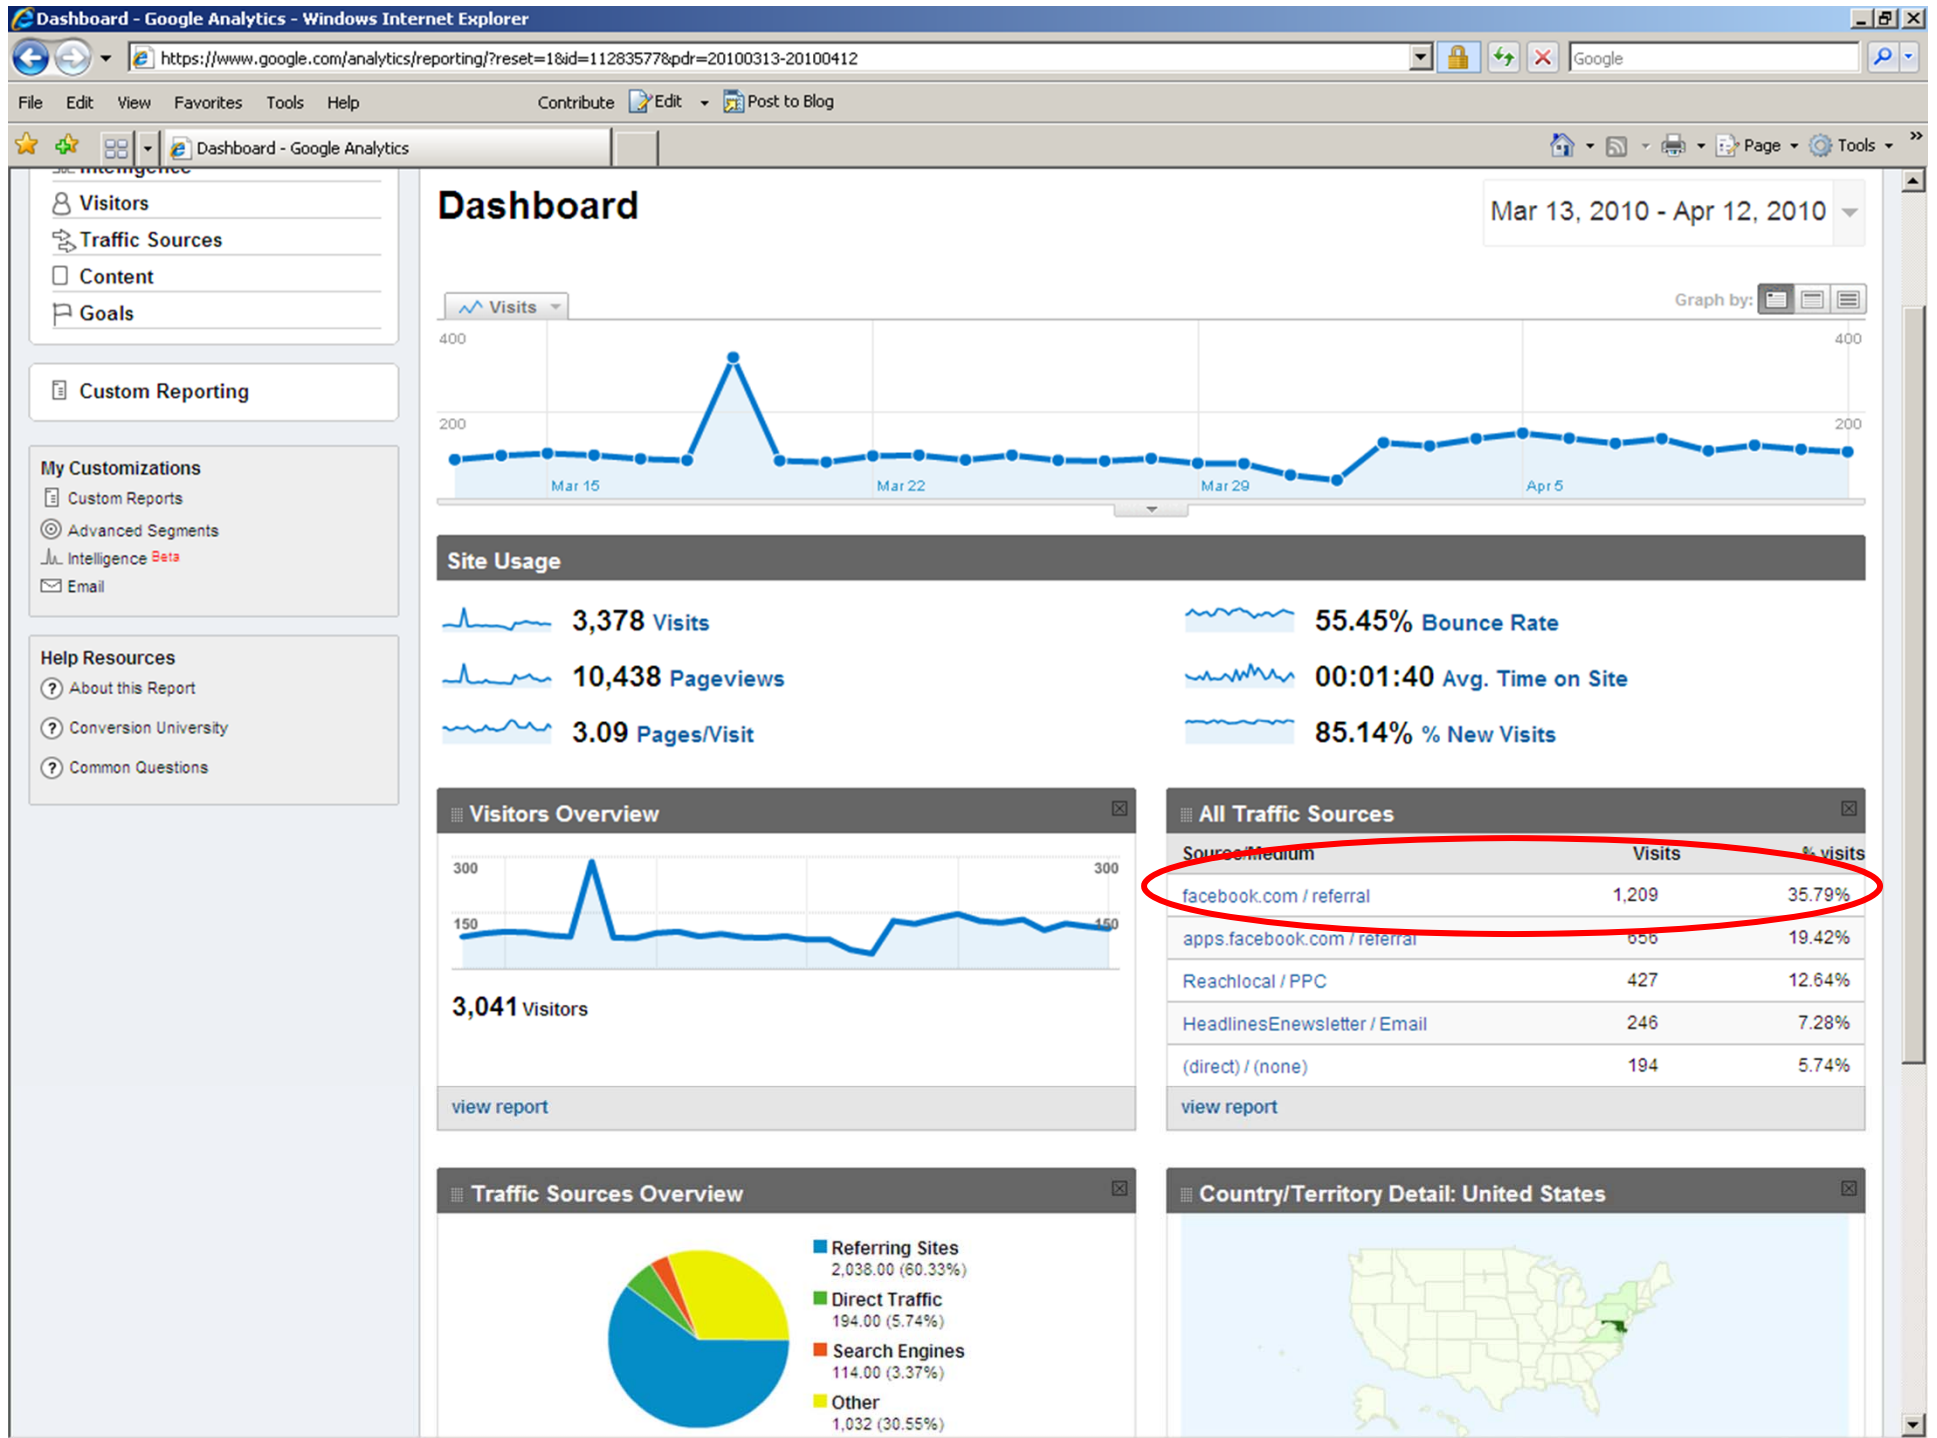 Dashboard - Google Analytics - Windows Internet Explorer
https://www.google.com/analytics/reporting/?reset=1&id=11283577&pdr=20100313-20100412
Google
File Edit View Favorites Tools Help Contribute Edit Post to Blog
Dashboard - Google Analytics
Page Tools »
Intelligence
Visitors
Traffic Sources
Content
Goals
Custom Reporting
My Customizations
Custom Reports
Advanced Segments
Intelligence Beta
Email
Help Resources
About this Report
Conversion University
Common Questions
Dashboard
Mar 13, 2010 - Apr 12, 2010
Visits
Graph by:
400 400
200 200
Mar 15 Mar 22 Mar 29 Apr 5
Site Usage
3,378 Visits
55.45% Bounce Rate
10,438 Pageviews
00:01:40 Avg. Time on Site
3.09 Pages/Visit
85.14% % New Visits
Visitors Overview
300 300
150 150
3,041 Visitors
view report
All Traffic Sources
Source/Medium Visits % visits
facebook.com / referral 1,209 35.79%
apps.facebook.com / referral 656 19.42%
Reachlocal / PPC 427 12.64%
HeadlinesEnewsletter / Email 246 7.28%
(direct) / (none) 194 5.74%
view report
Traffic Sources Overview
Referring Sites
2,038.00 (60.33%)
Direct Traffic
194.00 (5.74%)
Search Engines
114.00 (3.37%)
Other
1,032 (30.55%)
Country/Territory Detail: United States